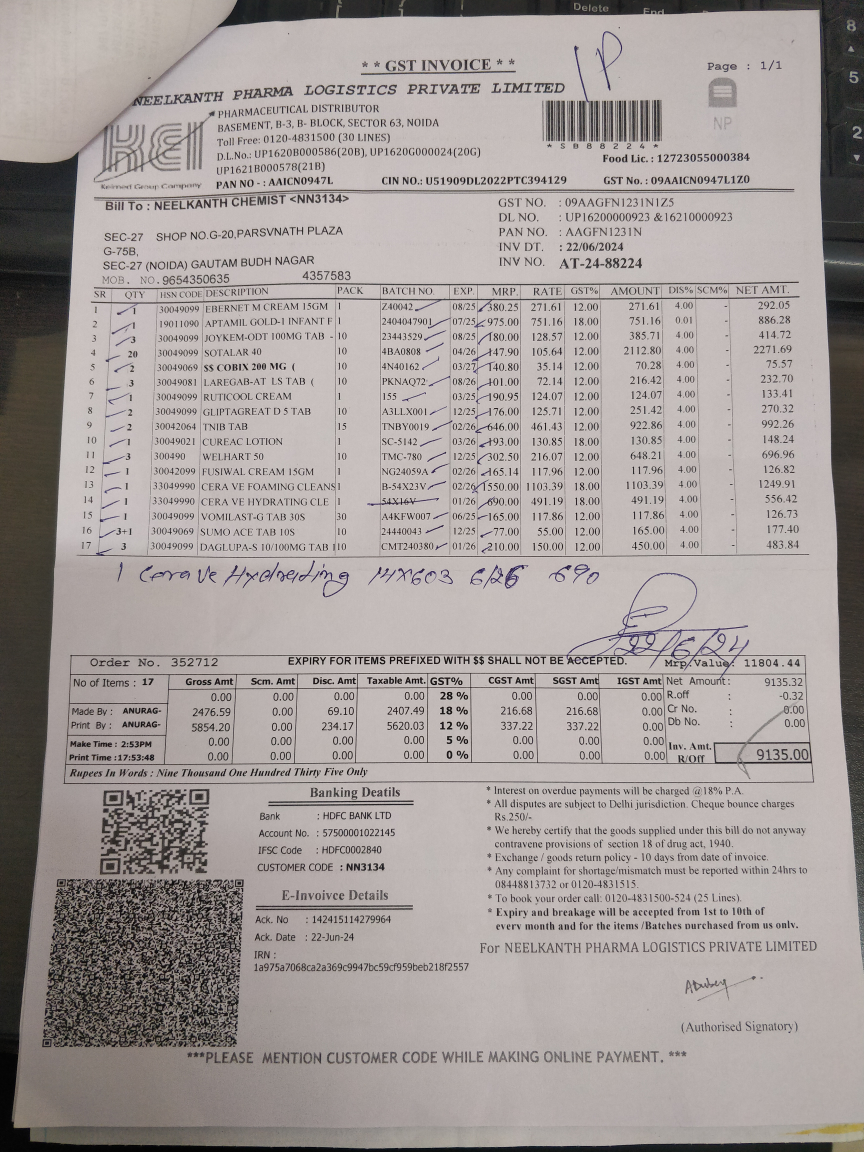 Delete
End
8
5
2
* * GST INVOICE * *
1P
Page : 1/1
NEELKANTH PHARMA LOGISTICS PRIVATE LIMITED
PHARMACEUTICAL DISTRIBUTOR
BASEMENT, B-3, B- BLOCK, SECTOR 63, NOIDA
Toll Free: 0120-4831500 (30 LINES)
D.L.No.: UP1620B000586(20B), UP1620G000024(20G)
UP1621B000578(21B)
KEI
Keimed Group Company
* S B 8 8 2 2 4 *
NP
Food Lic. : 12723055000384
PAN NO - : AAICN0947L CIN NO.: U51909DL2022PTC394129 GST No. : 09AAICN0947L1Z0
Bill To : NEELKANTH CHEMIST <NN3134>
SEC-27 SHOP NO.G-20,PARSVNATH PLAZA
G-75B,
SEC-27 (NOIDA) GAUTAM BUDH NAGAR
MOB. NO.9654350635 4357583
GST NO. : 09AAGFN1231N1Z5
DL NO. : UP16200000923 &16210000923
PAN NO. : AAGFN1231N
INV DT. : 22/06/2024
INV NO. AT-24-88224
SR QTY HSN CODE DESCRIPTION PACK BATCH NO. EXP. MRP. RATE GST% AMOUNT DIS% SCM% NET AMT.
1 1 30049099 EBERNET M CREAM 15GM 1 Z40042 08/25 380.25 271.61 12.00 271.61 4.00 - 292.05
2 1 19011090 APTAMIL GOLD-1 INFANT F 1 2404047901 07/25 975.00 751.16 18.00 751.16 0.01 - 886.28
3 3 30049099 JOYKEM-ODT 100MG TAB - 10 23443529 08/25 180.00 128.57 12.00 385.71 4.00 - 414.72
4 20 30049099 SOTALAR 40 10 4BA0808 04/26 147.90 105.64 12.00 2112.80 4.00 - 2271.69
5 2 30049069 $$ COBIX 200 MG ( 10 4N40162 03/27 140.80 35.14 12.00 70.28 4.00 - 75.57
6 3 30049081 LAREGAB-AT LS TAB ( 10 PKNAQ72 08/26 101.00 72.14 12.00 216.42 4.00 - 232.70
7 1 30049099 RUTICOOL CREAM 1 155 03/25 190.95 124.07 12.00 124.07 4.00 - 133.41
8 2 30049099 GLIPTAGREAT D 5 TAB 10 A3LLX001 12/25 176.00 125.71 12.00 251.42 4.00 - 270.32
9 2 30042064 TNIB TAB 15 TNBY0019 02/26 646.00 461.43 12.00 922.86 4.00 - 992.26
10 1 30049021 CUREAC LOTION 1 SC-5142 03/26 193.00 130.85 18.00 130.85 4.00 - 148.24
11 3 300490 WELHART 50 10 TMC-780 12/25 302.50 216.07 12.00 648.21 4.00 - 696.96
12 1 30042099 FUSIWAL CREAM 15GM 1 NG24059A 02/26 165.14 117.96 12.00 117.96 4.00 - 126.82
13 1 33049990 CERA VE FOAMING CLEANS 1 B-54X23V 02/26 1550.00 1103.39 18.00 1103.39 4.00 - 1249.91
14 1 33049990 CERA VE HYDRATING CLE 1 54X16V 01/26 690.00 491.19 18.00 491.19 4.00 - 556.42
15 1 30049099 VOMILAST-G TAB 30S 30 A4KFW007 06/25 165.00 117.86 12.00 117.86 4.00 - 126.73
16 3+1 30049069 SUMO ACE TAB 10S 10 24440043 12/25 77.00 55.00 12.00 165.00 4.00 - 177.40
17 3 30049099 DAGLUPA-S 10/100MG TAB 1 10 CMT240380 01/26 210.00 150.00 12.00 450.00 4.00 - 483.84
1 Cera Ve Hydrading 14X603 6/26 690
22/6/24
Order No. 352712 EXPIRY FOR ITEMS PREFIXED WITH $$ SHALL NOT BE ACCEPTED. Mrp.Value: 11804.44
No of Items : 17 Gross Amt Scm. Amt Disc. Amt Taxable Amt. GST% CGST Amt SGST Amt IGST Amt Net Amount: 9135.32
0.00 0.00 0.00 0.00 28 % 0.00 0.00 0.00 R.off : -0.32
Made By : ANURAG- 2476.59 0.00 69.10 2407.49 18 % 216.68 216.68 0.00 Cr No. : 0.00
Print By : ANURAG- 5854.20 0.00 234.17 5620.03 12 % 337.22 337.22 0.00 Db No. : 0.00
Make Time : 2:53PM 0.00 0.00 0.00 0.00 5 % 0.00 0.00 0.00
Print Time :17:53:48 0.00 0.00 0.00 0.00 0 % 0.00 0.00 0.00 Inv. Amt. R/Off 9135.00
Rupees In Words : Nine Thousand One Hundred Thirty Five Only
Banking Deatils
Bank : HDFC BANK LTD
Account No. : 57500001022145
IFSC Code : HDFC0002840
CUSTOMER CODE : NN3134
E-Invoivce Details
Ack. No : 142415114279964
Ack. Date : 22-Jun-24
IRN :
1a975a7068ca2a369c9947bc59cf959beb218f2557
* Interest on overdue payments will be charged @18% P.A.
* All disputes are subject to Delhi jurisdiction. Cheque bounce charges
Rs.250/-
* We hereby certify that the goods supplied under this bill do not anyway
contravene provisions of section 18 of drug act, 1940.
* Exchange / goods return policy - 10 days from date of invoice.
* Any complaint for shortage/mismatch must be reported within 24hrs to
08448813732 or 0120-4831515.
* To book your order call: 0120-4831500-524 (25 Lines).
* Expiry and breakage will be accepted from 1st to 10th of
every month and for the items /Batches purchased from us only.
For NEELKANTH PHARMA LOGISTICS PRIVATE LIMITED
ADubey
(Authorised Signatory)
***PLEASE MENTION CUSTOMER CODE WHILE MAKING ONLINE PAYMENT. ***